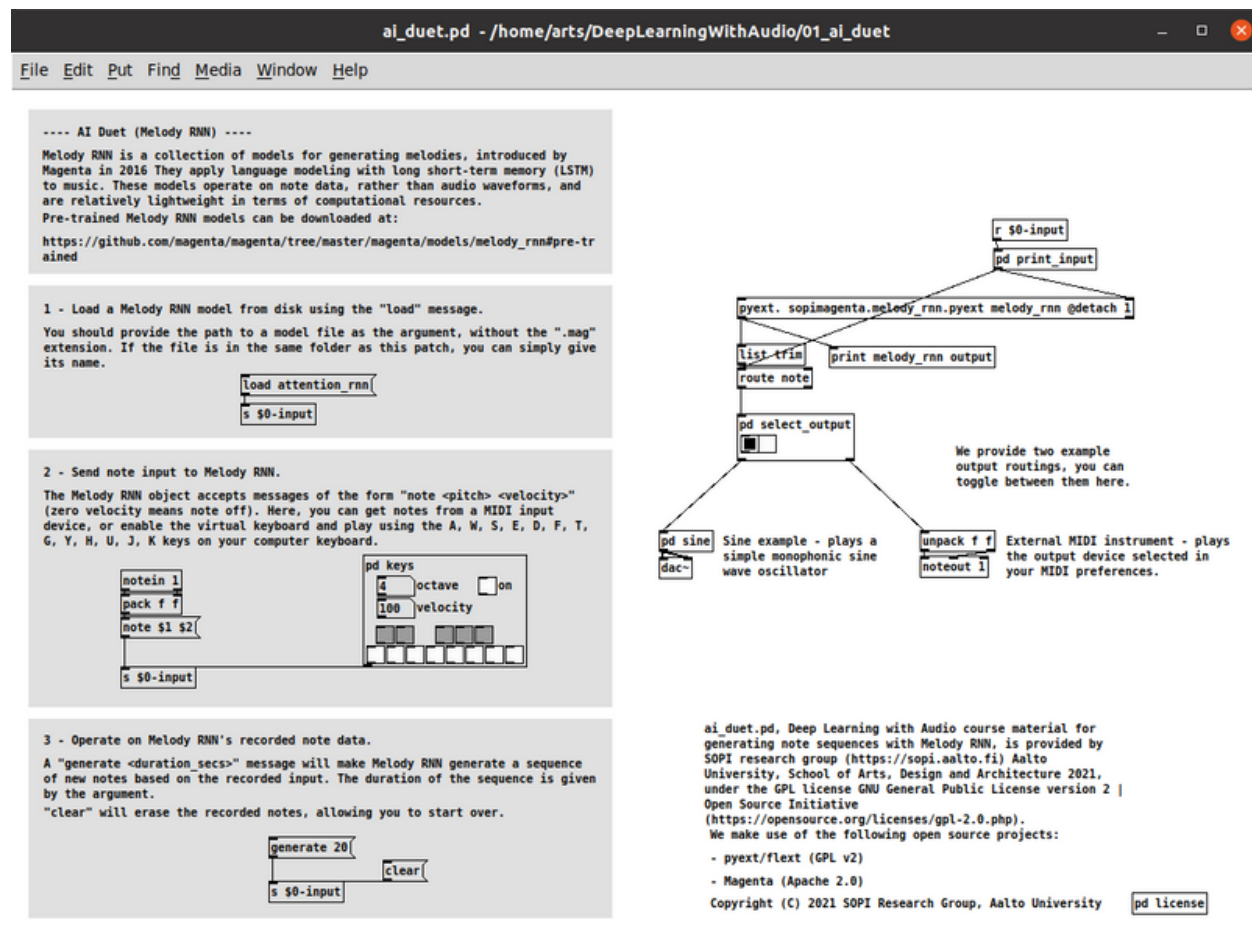 ai_duet.pd - /home/arts/DeepLearningWithAudio/01_ai_duet
File Edit Put Find Media Window Help
---- AI Duet (Melody RNN) ----
Melody RNN is a collection of models for generating melodies, introduced by
Magenta in 2016 They apply language modeling with long short-term memory (LSTM)
to music. These models operate on note data, rather than audio waveforms, and
are relatively lightweight in terms of computational resources.
Pre-trained Melody RNN models can be downloaded at:
https://github.com/magenta/magenta/tree/master/magenta/models/melody_rnn#pre-tr
ained
1 - Load a Melody RNN model from disk using the "load" message.
You should provide the path to a model file as the argument, without the ".mag"
extension. If the file is in the same folder as this patch, you can simply give
its name.
load attention_rnn
s $0-input
2 - Send note input to Melody RNN.
The Melody RNN object accepts messages of the form "note <pitch> <velocity>"
(zero velocity means note off). Here, you can get notes from a MIDI input
device, or enable the virtual keyboard and play using the A, W, S, E, D, F, T,
G, Y, H, U, J, K keys on your computer keyboard.
notein 1
pack f f
note $1 $2
s $0-input
pd keys
4 octave on
100 velocity
3 - Operate on Melody RNN's recorded note data.
A "generate <duration_secs>" message will make Melody RNN generate a sequence
of new notes based on the recorded input. The duration of the sequence is given
by the argument.
"clear" will erase the recorded notes, allowing you to start over.
generate 20
clear
s $0-input
r $0-input
pd print_input
pyext. sopimagenta.melody_rnn.pyext melody_rnn @detach 1
list trim
print melody_rnn output
route note
pd select_output
We provide two example
output routings, you can
toggle between them here.
pd sine
dac~
Sine example - plays a
simple monophonic sine
wave oscillator
unpack f f
noteout 1
External MIDI instrument - plays
the output device selected in
your MIDI preferences.
ai_duet.pd, Deep Learning with Audio course material for
generating note sequences with Melody RNN, is provided by
SOPI research group (https://sopi.aalto.fi) Aalto
University, School of Arts, Design and Architecture 2021,
under the GPL license GNU General Public License version 2 |
Open Source Initiative
(https://opensource.org/licenses/gpl-2.0.php).
We make use of the following open source projects:
- pyext/flext (GPL v2)
- Magenta (Apache 2.0)
Copyright (C) 2021 SOPI Research Group, Aalto University
pd license